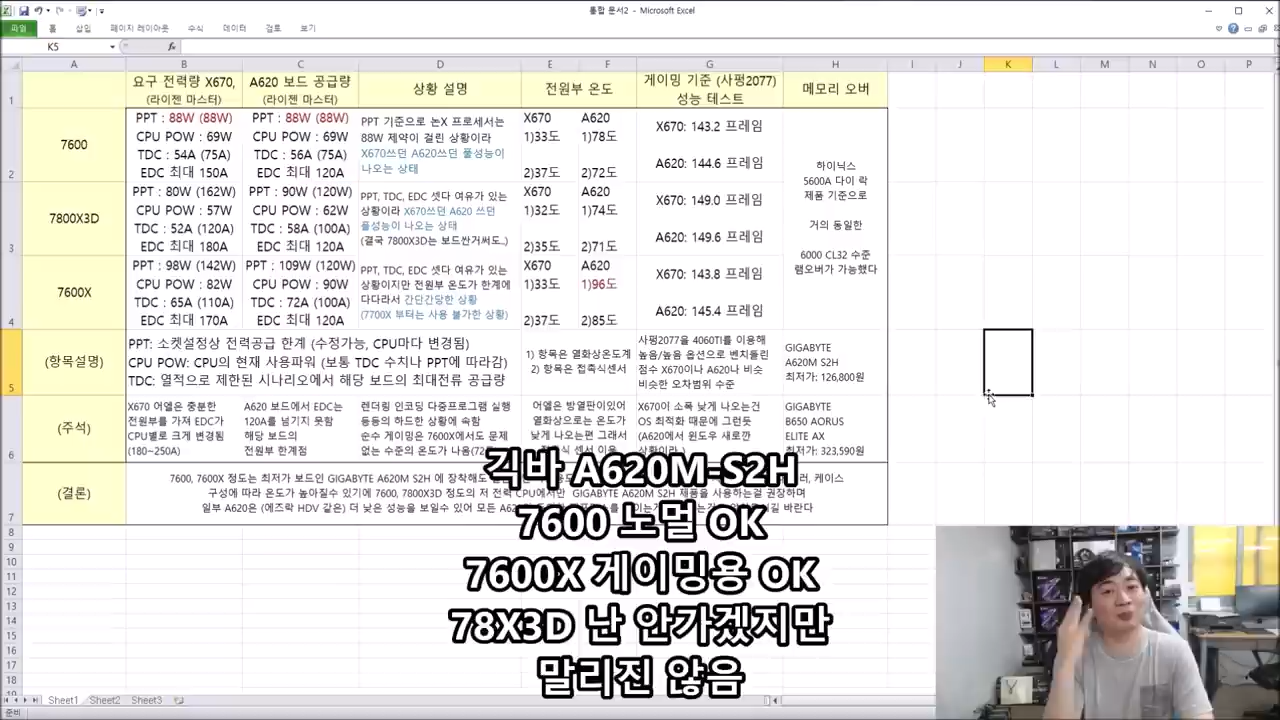 통합 문서2 - Microsoft Excel
파일 홈 삽입 페이지 레이아웃 수식 데이터 검토 보기
K5
fx
A B C D E F G H I J K L M N O P
1
요구 전력량 X670,
(라이젠 마스터)
A620 보드 공급량
(라이젠 마스터)
상황 설명
전원부 온도
게이밍 기준 (사펑2077)
성능 테스트
메모리 오버
2
7600
PPT : 88W (88W)
CPU POW : 69W
TDC : 54A (75A)
EDC 최대 150A
PPT : 88W (88W)
CPU POW : 69W
TDC : 56A (75A)
EDC 최대 120A
PPT 기준으로 논X 프로세서는
88W 제약이 걸린 상황이라
X670쓰던 A620쓰던 풀성능이
나오는 상태
X670
1)33도
2)37도
A620
1)78도
2)72도
X670: 143.2 프레임
A620: 144.6 프레임
하이닉스
5600A 다이 락
제품 기준으로
거의 동일한
6000 CL32 수준
램오버가 가능했다
3
7800X3D
PPT : 80W (162W)
CPU POW : 57W
TDC : 52A (120A)
EDC 최대 180A
PPT : 90W (120W)
CPU POW : 62W
TDC : 58A (100A)
EDC 최대 120A
PPT, TDC, EDC 셋다 여유가 있는
상황이라 X670쓰던 A620 쓰던
풀성능이 나오는 상태
(결국 7800X3D는 보드싼거써도..)
X670
1)32도
2)35도
A620
1)74도
2)71도
X670: 149.0 프레임
A620: 149.6 프레임
4
7600X
PPT : 98W (142W)
CPU POW : 82W
TDC : 65A (110A)
EDC 최대 170A
PPT : 109W (120W)
CPU POW : 90W
TDC : 72A (100A)
EDC 최대 120A
PPT, TDC, EDC 셋다 여유가 있는
상황이지만 전원부 온도가 한계에
다다라서 간단간당한 상황
(7700X 부터는 사용 불가한 상황)
X670
1)33도
2)37도
A620
1)96도
2)85도
X670: 143.8 프레임
A620: 145.4 프레임
5
(항목설명)
PPT: 소켓설정상 전력공급 한계 (수정가능, CPU마다 변경됨)
CPU POW: CPU의 현재 사용파워 (보통 TDC 수치나 PPT에 따라감)
TDC: 열적으로 제한된 시나리오에서 해당 보드의 최대전류 공급량
1) 항목은 열화상온도계
2) 항목은 접촉식센서
사펑2077을 4060TI를 이용해
높음/높음 옵션으로 벤치돌린
점수 X670이나 A620나 비슷
비슷한 오차범위 수준
GIGABYTE
A620M S2H
최저가: 126,800원
6
(주석)
X670 어엘은 충분한
전원부를 가져 EDC가
CPU별로 크게 변경됨
(180~250A)
A620 보드에서 EDC는
120A를 넘기지 못함
해당 보드의
전원부 한계점
렌더링 인코딩 다중프로그램 실행
등등의 하드한 상황에 속함
순수 게이밍은 7600X에서도 문제
없는 수준의 온도가 나옴(72
어엘은 방열판이있어
열화상으로는 온도가
낮게 나오는편 그래서
센서 이용
X670이 소폭 낮게 나오는건
OS 최적화 때문에 그런듯
(A620에서 윈도우 새로깐
상황이라)
GIGABYTE
B650 AORUS
ELITE AX
최저가: 323,590원
7
(결론)
7600, 7600X 정도는 최저가 보드인 GIGABYTE A620M S2H 에 장착해도 케이스
구성에 따라 온도가 높아질수 있기에 7600, 7800X3D 정도의 저 전력 CPU에서만 GIGABYTE A620M S2H 제품을 사용하는걸 권장하며
일부 A620은 (애즈락 HDV 같은) 더 낮은 성능을 보일수 있어 모든 바란다
긱바 A620M-S2H
7600 노멀 OK
7600X 게이밍용 OK
78X3D 난 안가겠지만
말리진 않음
8
9
10
11
12
13
14
15
16
17
18
Sheet1 Sheet2 Sheet3
준비